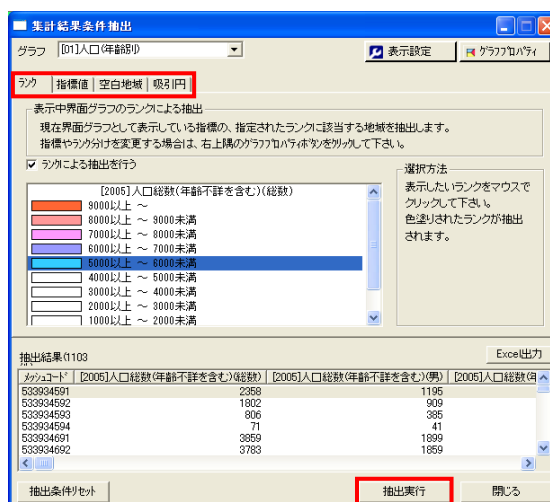 集計結果条件抽出
グラフ [01]人口(年齢別) 表示設定 グラフプロパティ
ランク 指標値 空白地域 吸引円
表示中界面グラフのランクによる抽出
現在界面グラフとして表示している指標の、指定されたランクに該当する地域を抽出します。
指標やランク分けを変更する場合は、右上隅のグラフプロパティボタンをクリックして下さい。
ランクによる抽出を行う
[2005]人口総数(年齢不詳を含む)(総数)
9000以上 ～
8000以上 ～ 9000未満
7000以上 ～ 8000未満
6000以上 ～ 7000未満
5000以上 ～ 6000未満
4000以上 ～ 5000未満
3000以上 ～ 4000未満
2000以上 ～ 3000未満
1000以上 ～ 2000未満
選択方法
表示したいランクをマウスで
クリックして下さい。
色塗りされたランクが抽出
されます。
抽出結果(1103
Excel出力
メッシュコード [2005]人口総数(年齢不詳を含む)(総数) [2005]人口総数(年齢不詳を含む)(男) [2005]人口総数(年
533934591 2358 1195
533934592 1802 909
533934593 806 385
533934594 71 41
533934691 3859 1899
533934692 3783 1859
抽出条件リセット 抽出実行 閉じる